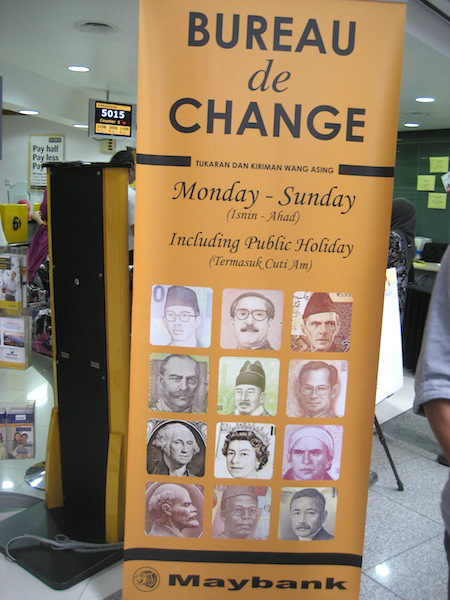 BUREAU
de
CHANGE
TUKARAN DAN KIRIMAN WANG ASING
Monday - Sunday
(Isnin - Ahad)
Including Public Holiday
(Termasuk Cuti Am)
Maybank
5015
Pay half
Pay less
Pay
6